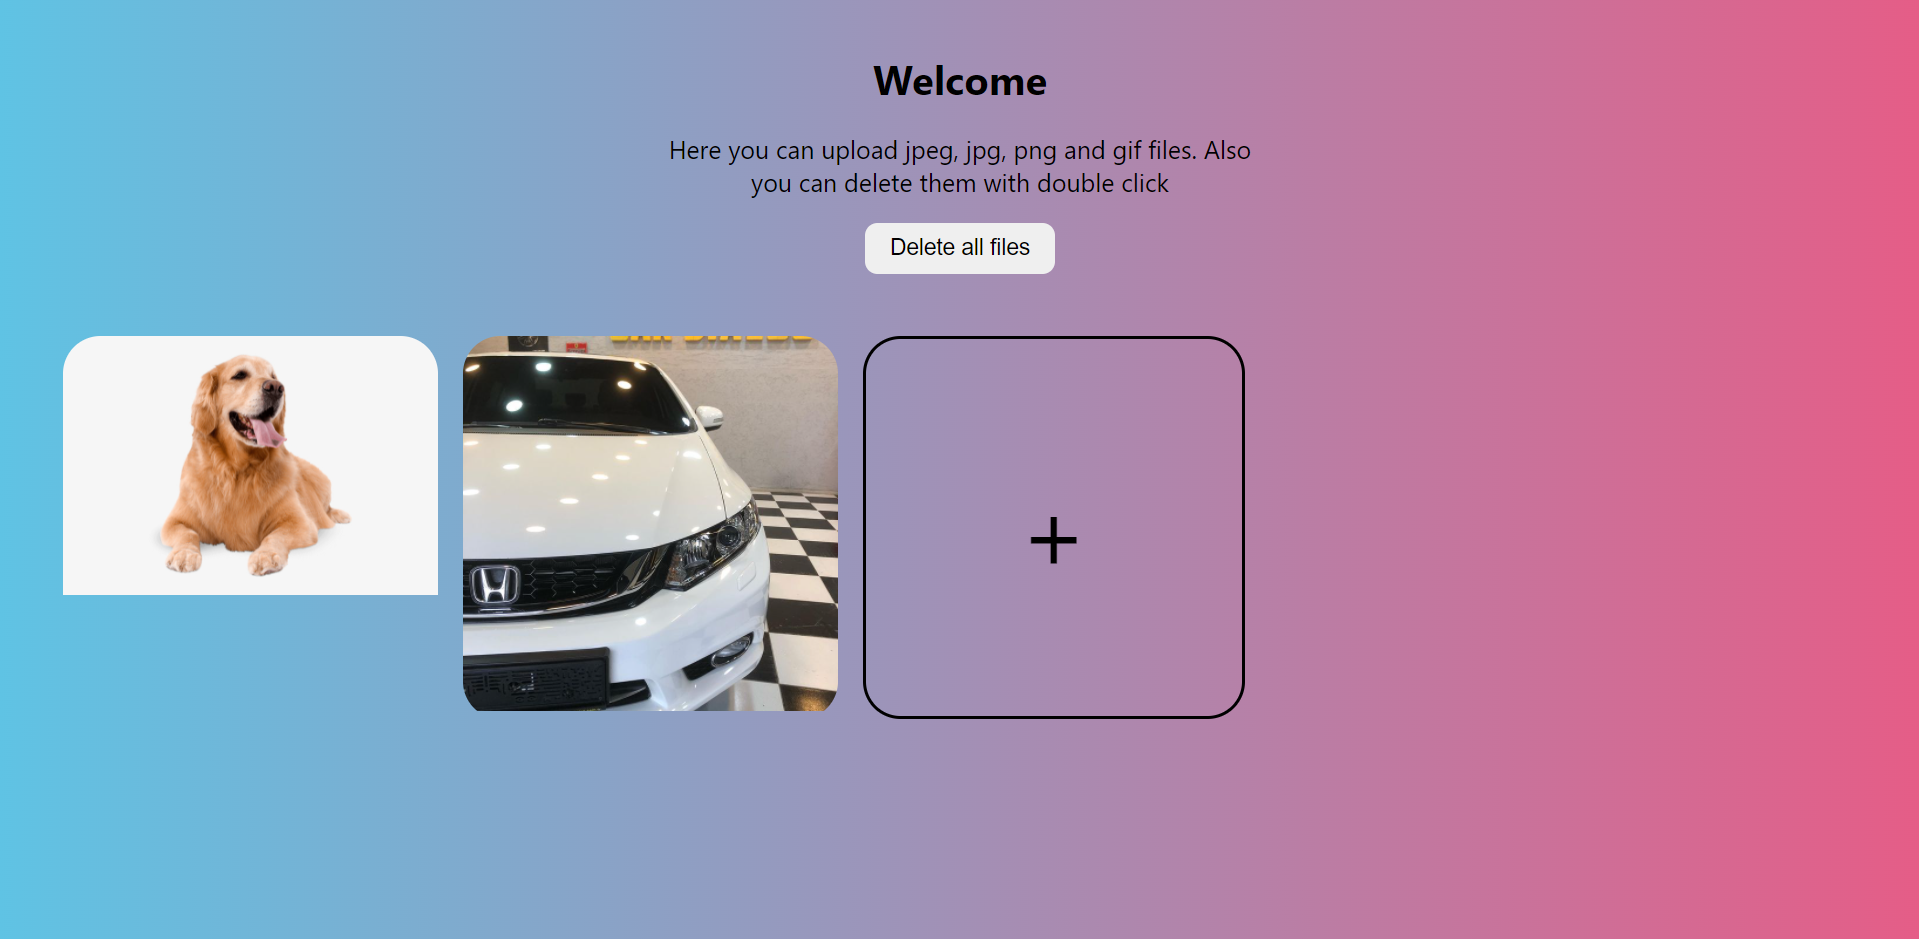 Welcome
Here you can upload jpeg, jpg, png and gif files. Also
you can delete them with double click
Delete all files
+